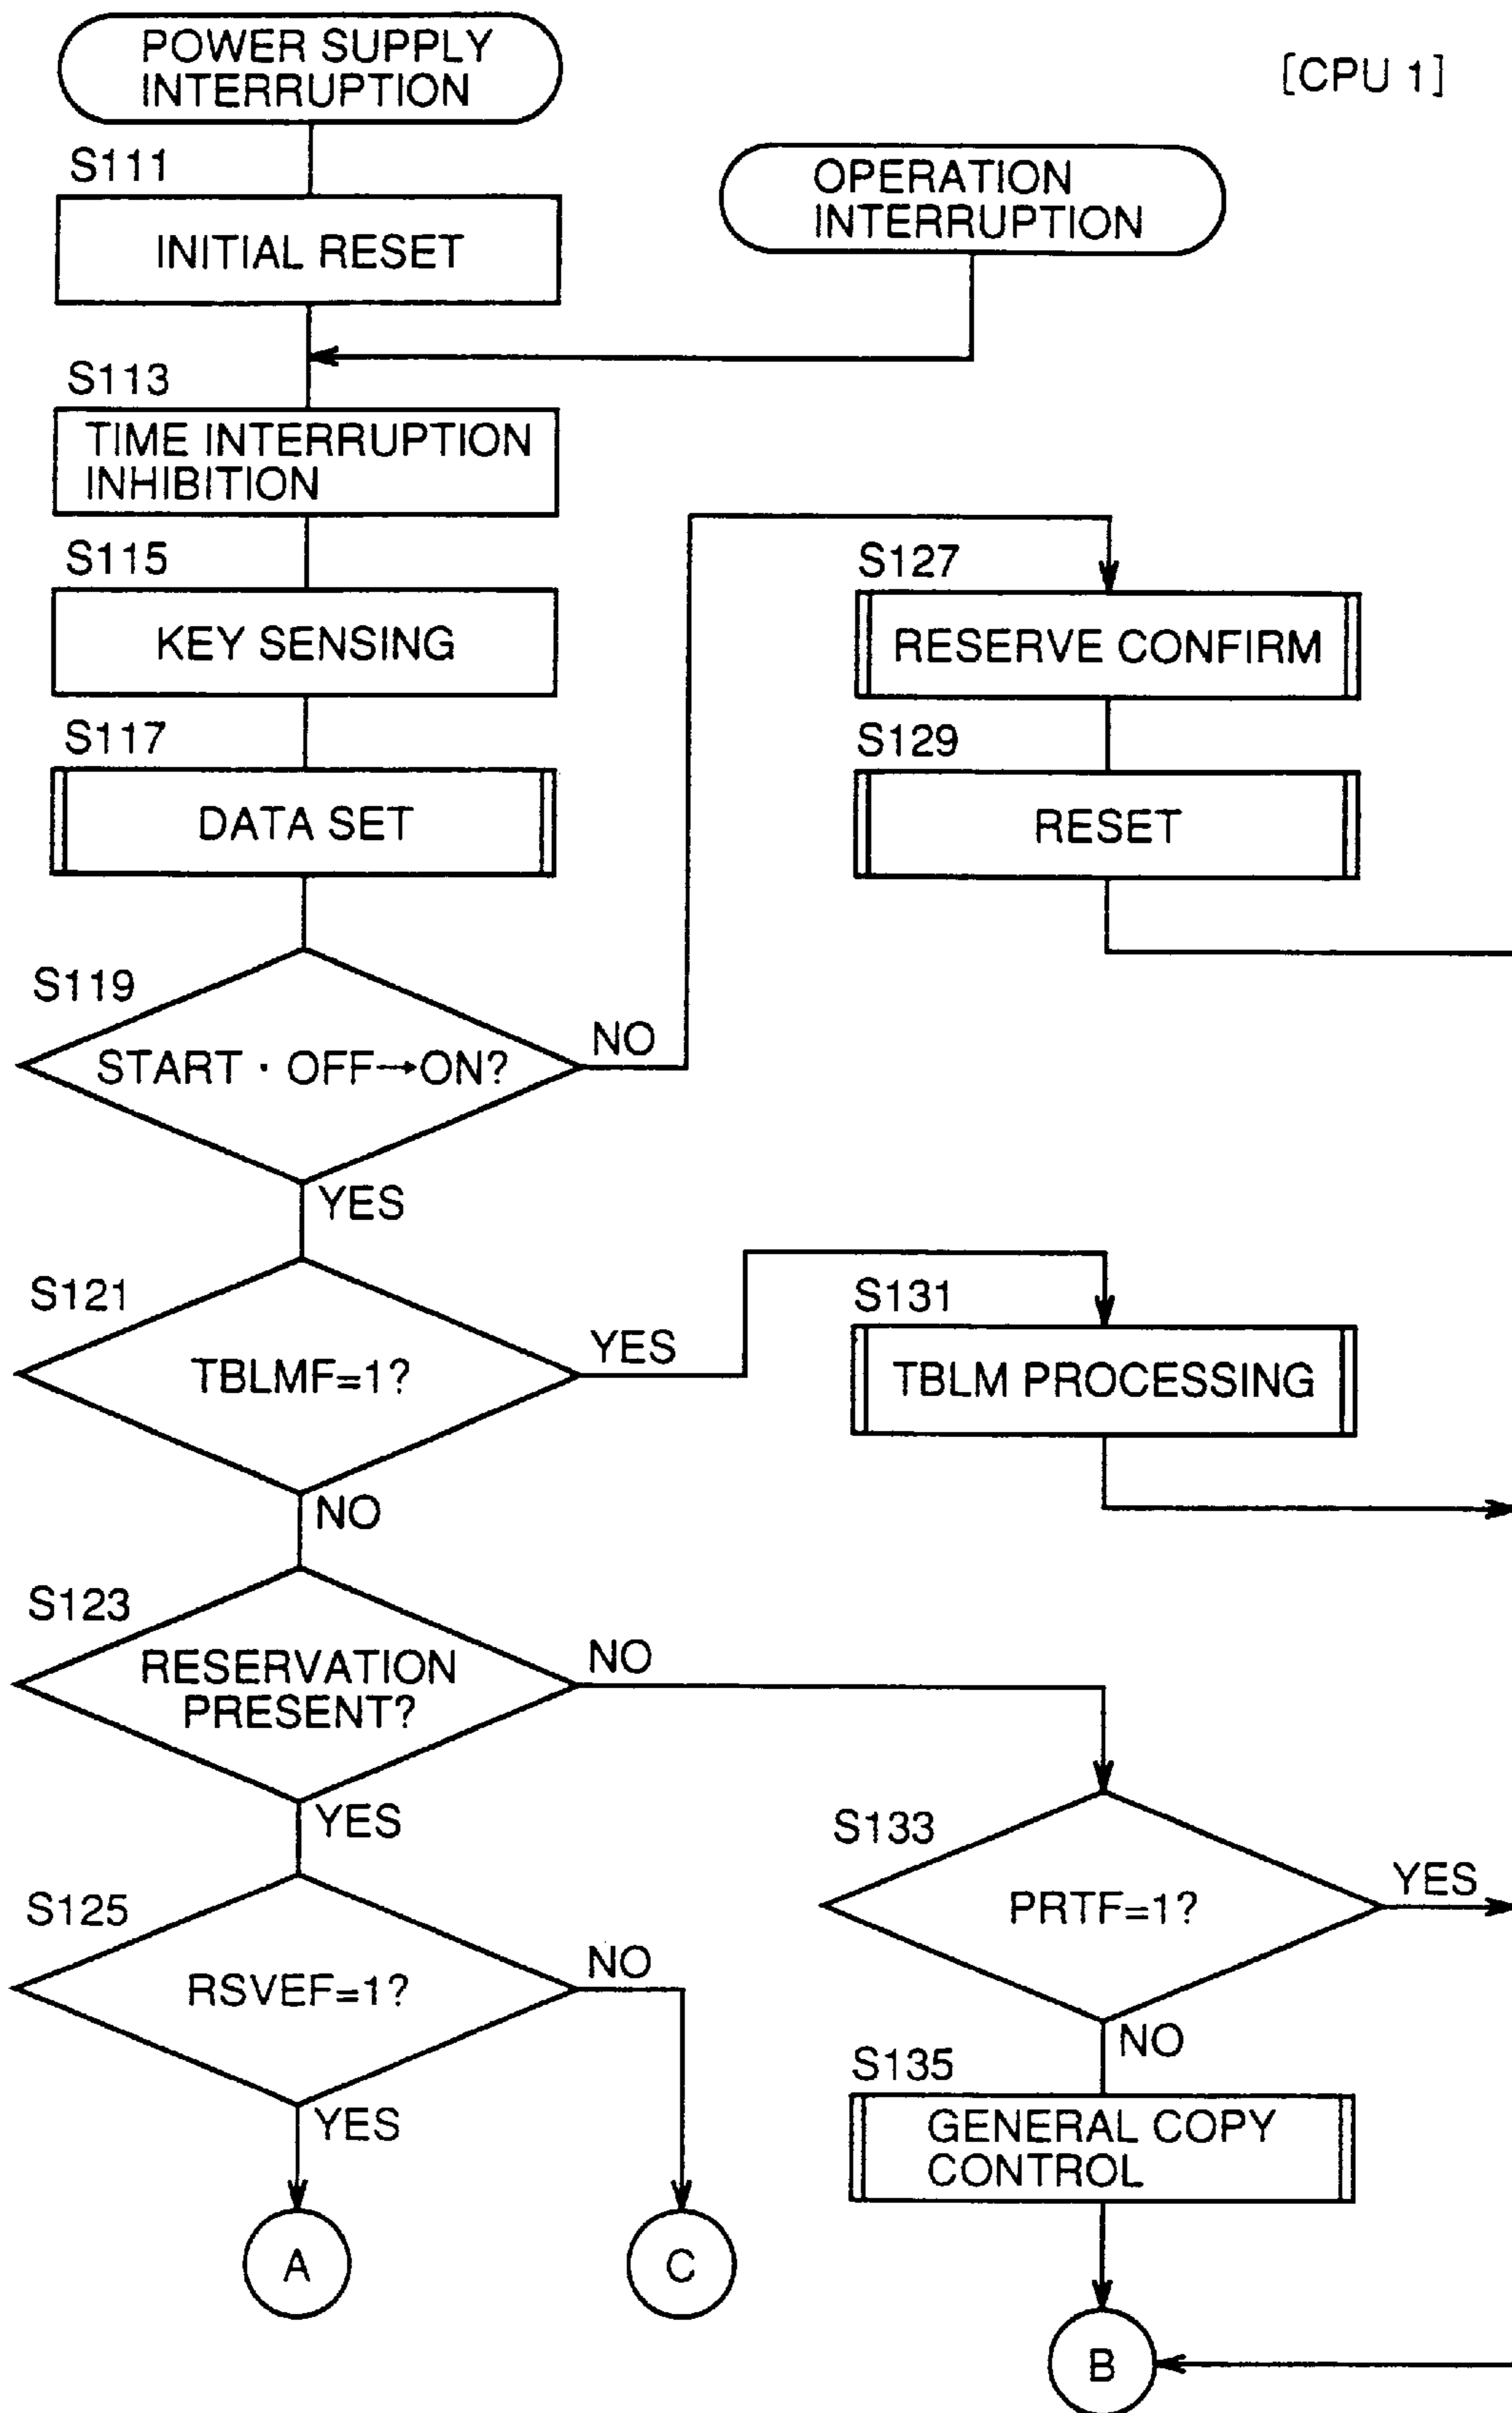 POWER SUPPLY
INTERRUPTION
[CPU 1]
S111
INITIAL RESET
OPERATION
INTERRUPTION
S113
TIME INTERRUPTION
INHIBITION
S115
KEY SENSING
S117
DATA SET
S127
RESERVE CONFIRM
S129
RESET
S119
START · OFF→ON?
NO
YES
S121
TBLMF=1?
YES
NO
S131
TBLM PROCESSING
S123
RESERVATION
PRESENT?
NO
YES
S133
PRTF=1?
YES
NO
S125
RSVEF=1?
NO
YES
S135
GENERAL COPY
CONTROL
A
C
B